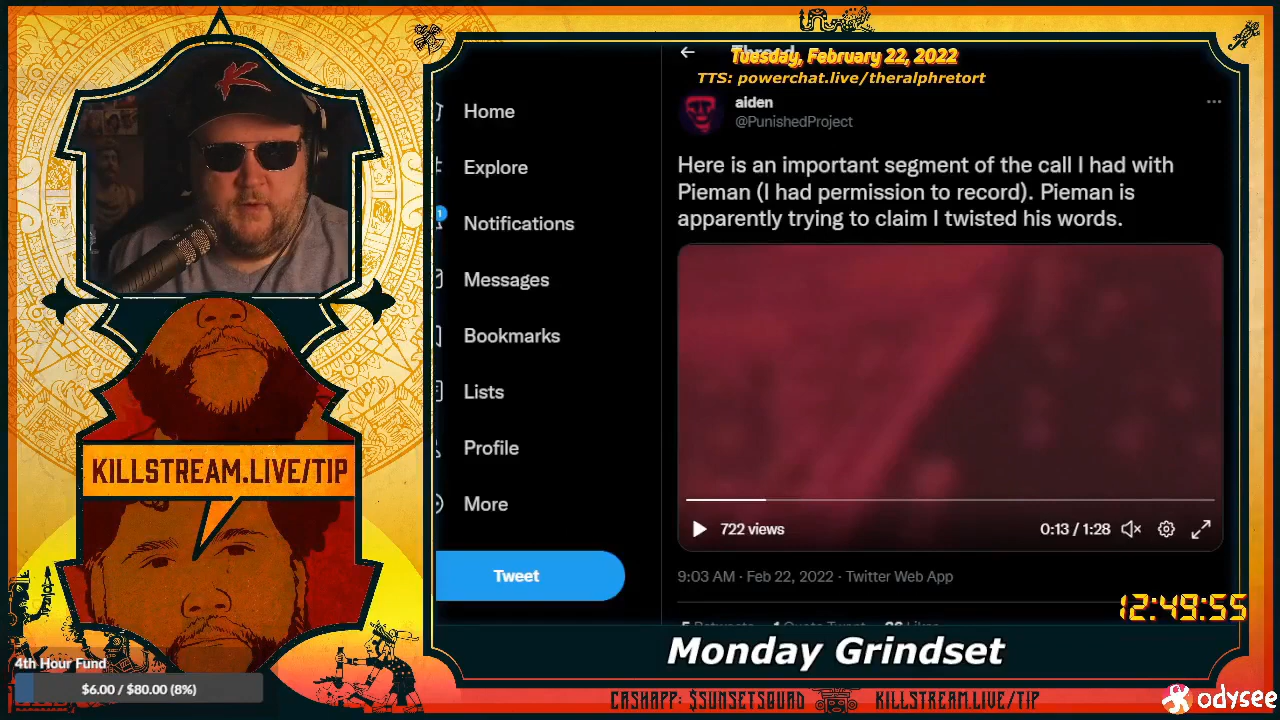 Thread
Tuesday, February 22, 2022
TTS: powerchat.live/theralphretort
aiden
@PunishedProject
Here is an important segment of the call I had with
Pieman (I had permission to record). Pieman is
apparently trying to claim I twisted his words.
Home
Explore
1
Notifications
Messages
Bookmarks
Lists
Profile
More
Tweet
722 views
0:13 / 1:28
9:03 AM · Feb 22, 2022 · Twitter Web App
12:49:55
KILLSTREAM.LIVE/TIP
4th Hour Fund
$6.00 / $80.00 (8%)
Monday Grindset
CASHAPP: $SUNSETSQUAD
KILLSTREAM.LIVE/TIP
odysee